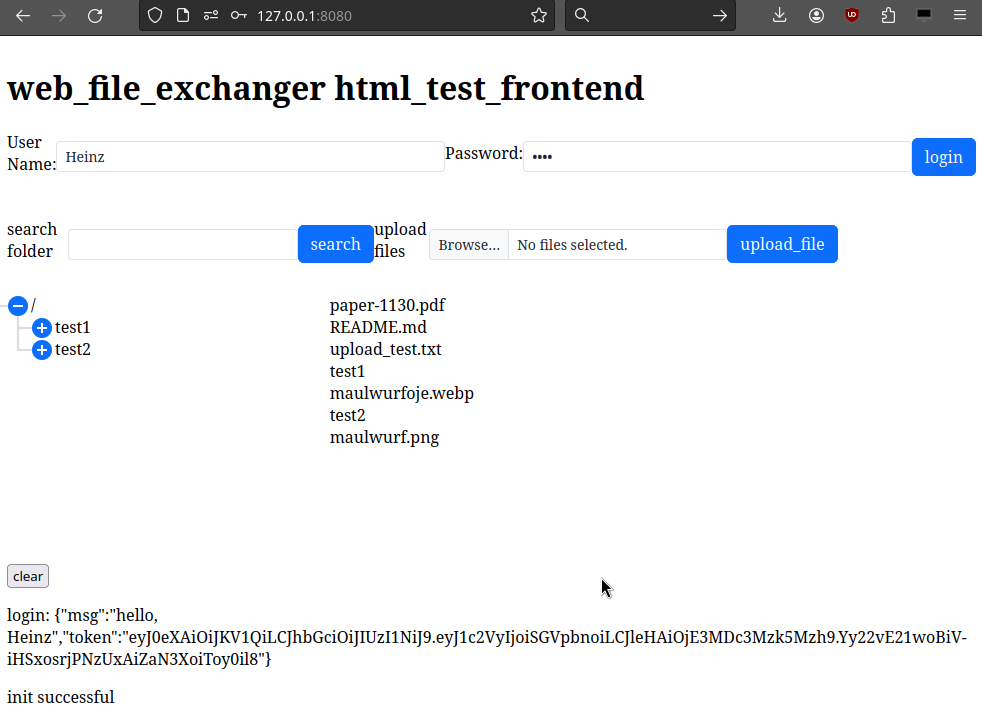 127.0.0.1:8080
web_file_exchanger html_test_frontend
User Name: Heinz Password: •••• login
search folder search upload files Browse... No files selected. upload_file
/ paper-1130.pdf
test1 README.md
test2 upload_test.txt
test1
maulwurfoje.webp
test2
maulwurf.png
clear
login: {"msg":"hello,
Heinz","token":"eyJ0eXAiOiJKV1QiLCJhbGciOiJIUzI1NiJ9.eyJ1c2VyIjoiSGVpbnoiLCJleHAiOjE3MDc3Mzk5Mzh9.Yy22vE21woBiV-
iHSxosrjPNzUxAiZaN3XoiToy0il8"}
init successful